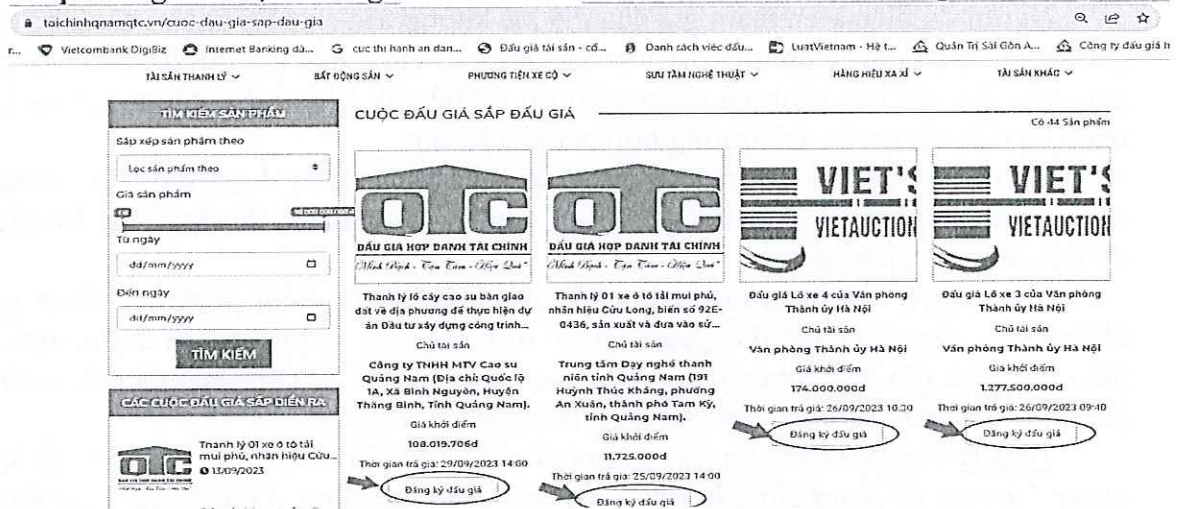 taichinhqnamqtc.vn/cuoc-dau-gia-sap-dau-gia
r... Vietcombank DigiBiz Internet Banking dà... cuc thi hanh an dan... Đấu giá tài sản - cổ... Danh sách việc đấu... LuatVietnam - Hệ t... Quản Trị Sài Gòn A... Công ty đấu giá h
TÀI SẢN THANH LÝ BẤT ĐỘNG SẢN PHƯƠNG TIỆN XE CỘ SƯU TẦM NGHỆ THUẬT HÀNG HIỆU XA XỈ TÀI SẢN KHÁC
TÌM KIẾM SẢN PHẨM
Sắp xếp sản phẩm theo
Lọc sản phẩm theo
Giá sản phẩm
Từ ngày
dd/mm/yyyy
Đến ngày
dd/mm/yyyy
TÌM KIẾM
CÁC CUỘC ĐẤU GIÁ SẮP DIỄN RA
Thanh lý 01 xe ô tô tải
mui phủ, nhãn hiệu Cửu...
13/09/2023
CUỘC ĐẤU GIÁ SẮP ĐẤU GIÁ
Có 44 Sản phẩm
QTC
ĐẤU GIÁ HỢP DANH TÀI CHÍNH
Thanh lý lô cây cao su bàn giao
đất về địa phương để thực hiện dự
án Đầu tư xây dựng công trình...
Chủ tài sản
Công ty TNHH MTV Cao su
Quảng Nam (Địa chỉ: Quốc lộ
1A, Xã Bình Nguyên, Huyện
Thăng Bình, Tỉnh Quảng Nam).
Giá khởi điểm
108.019.706đ
Thời gian trả giá: 29/09/2023 14:00
Đăng ký đấu giá
QTC
ĐẤU GIÁ HỢP DANH TÀI CHÍNH
Thanh lý 01 xe ô tô tải mui phủ,
nhãn hiệu Cửu Long, biển số 92E-
0436, sản xuất và đưa vào sử...
Chủ tài sản
Trung tâm Dạy nghề thanh
niên tỉnh Quảng Nam (191
Huỳnh Thúc Kháng, phường
An Xuân, thành phố Tam Kỳ,
tỉnh Quảng Nam).
Giá khởi điểm
11.725.000đ
Thời gian trả giá: 25/09/2023 14:00
Đăng ký đấu giá
VIET'S
VIETAUCTION
Đấu giá Lô xe 4 của Văn phòng
Thành ủy Hà Nội
Chủ tài sản
Văn phòng Thành ủy Hà Nội
Giá khởi điểm
174.000.000đ
Thời gian trả giá: 26/09/2023 10:30
Đăng ký đấu giá
VIET'S
VIETAUCTION
Đấu giá Lô xe 3 của Văn phòng
Thành ủy Hà Nội
Chủ tài sản
Văn phòng Thành ủy Hà Nội
Giá khởi điểm
1.277.500.000đ
Thời gian trả giá: 26/09/2023 09:40
Đăng ký đấu giá